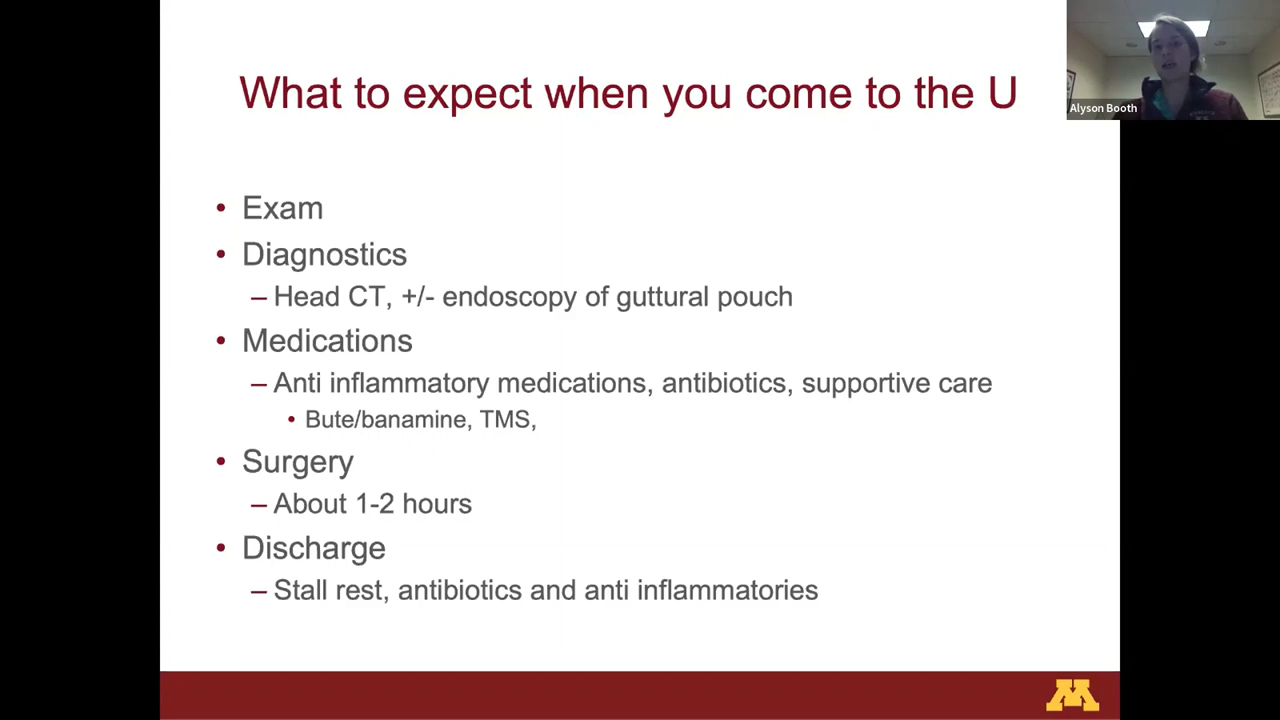 What to expect when you come to the U
Alyson Booth
• Exam
• Diagnostics
– Head CT, +/- endoscopy of guttural pouch
• Medications
– Anti inflammatory medications, antibiotics, supportive care
• Bute/banamine, TMS,
• Surgery
– About 1-2 hours
• Discharge
– Stall rest, antibiotics and anti inflammatories
M